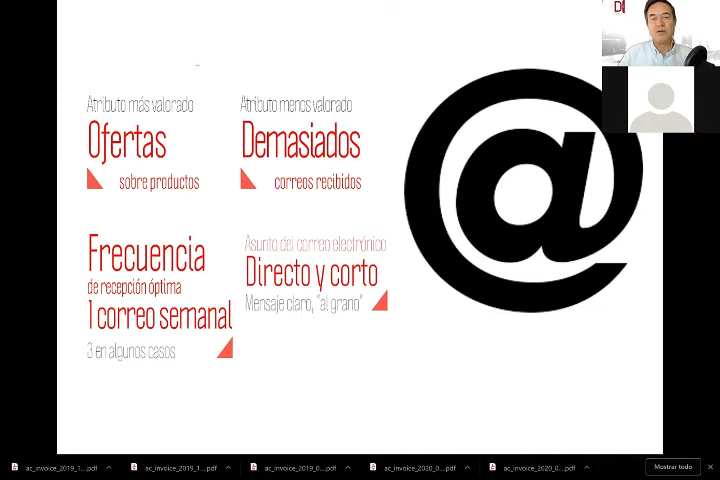 D
Atributo más valorado
Ofertas
sobre productos
Atributo menos valorado
Demasiados
correos recibidos
@
Frecuencia
de recepción óptima
1 correo semanal
3 en algunos casos
Asunto del correo electrónico
Directo y corto
Mensaje claro, "al grano"
ac_invoice_2019_1....pdf
ac_invoice_2019_1....pdf
ac_invoice_2019_0....pdf
ac_invoice_2020_0....pdf
ac_invoice_2020_0....pdf
Mostrar todo